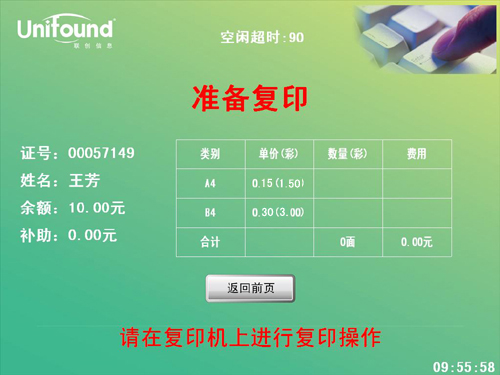 Unifound
联创信息
空闲超时:90
准备复印
证号: 00057149
姓名: 王芳
余额: 10.00元
补助: 0.00元
类别 单价(彩) 数量(彩) 费用
A4 0.15(1.50)
B4 0.30(3.00)
合计 0面 0.00元
返回前页
请在复印机上进行复印操作
09:55:58